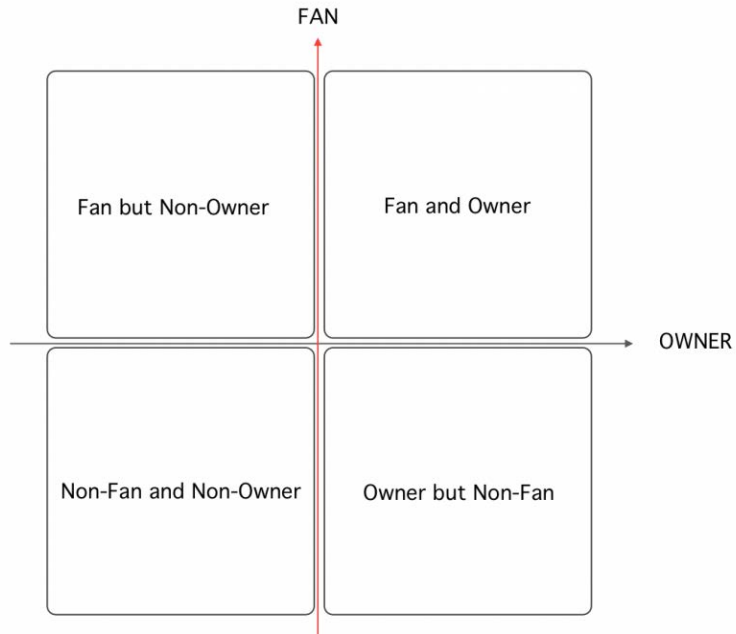 FAN
Fan but Non-Owner
Fan and Owner
OWNER
Non-Fan and Non-Owner
Owner but Non-Fan